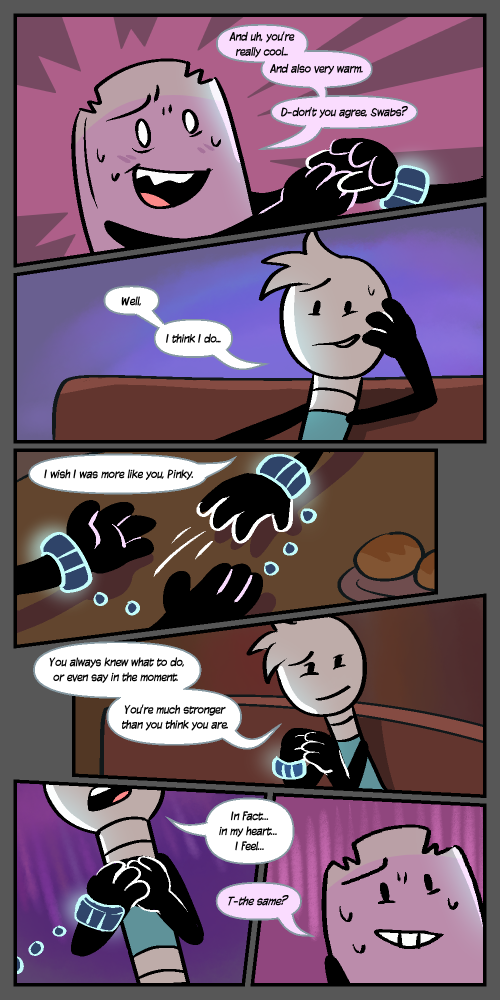 And uh, you're
really cool...
And also very warm.
D-don't you agree, Swabs?
Well,
I think I do...
I wish I was more like you, Pinky.
You always knew what to do,
or even say in the moment.
You're much stronger
than you think you are.
In Fact...
in my heart...
I Feel...
T-the same?